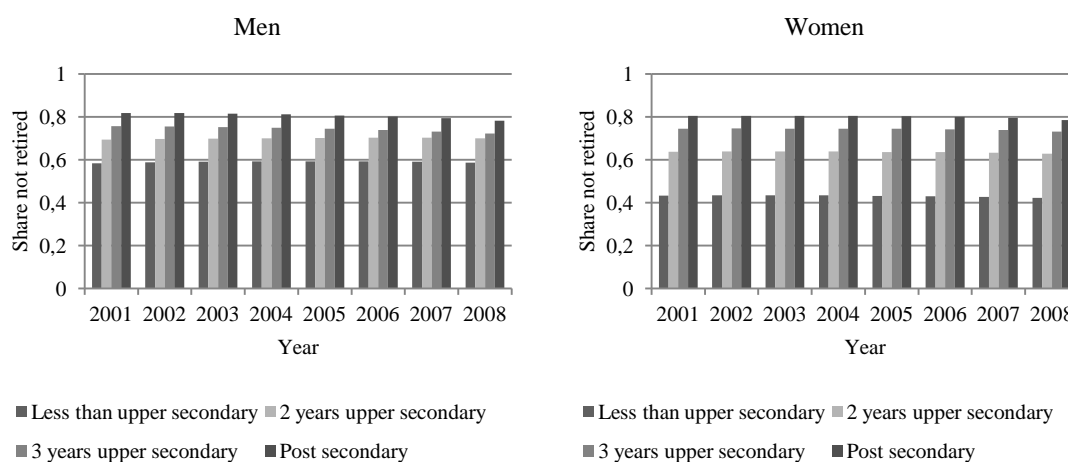 Men
Share not retired
1
0,8
0,6
0,4
0,2
0
2001 2002 2003 2004 2005 2006 2007 2008
Year
■ Less than upper secondary ■ 2 years upper secondary
■ 3 years upper secondary ■ Post secondary
Women
Share not retired
1
0,8
0,6
0,4
0,2
0
2001 2002 2003 2004 2005 2006 2007 2008
Year
■ Less than upper secondary ■ 2 years upper secondary
■ 3 years upper secondary ■ Post secondary